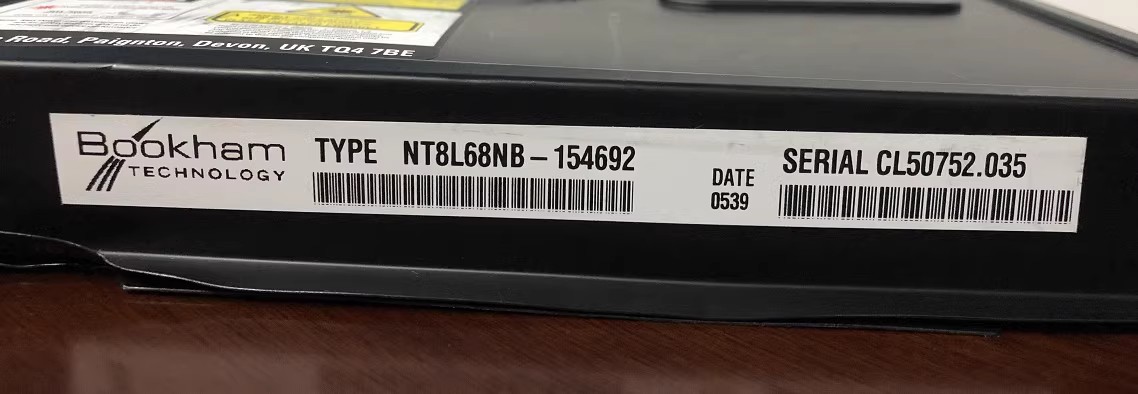 Road, Paignton, Devon, UK TQ4 7BE
Bookham
TECHNOLOGY
TYPE NT8L68NB – 154692
DATE
0539
SERIAL CL50752.035